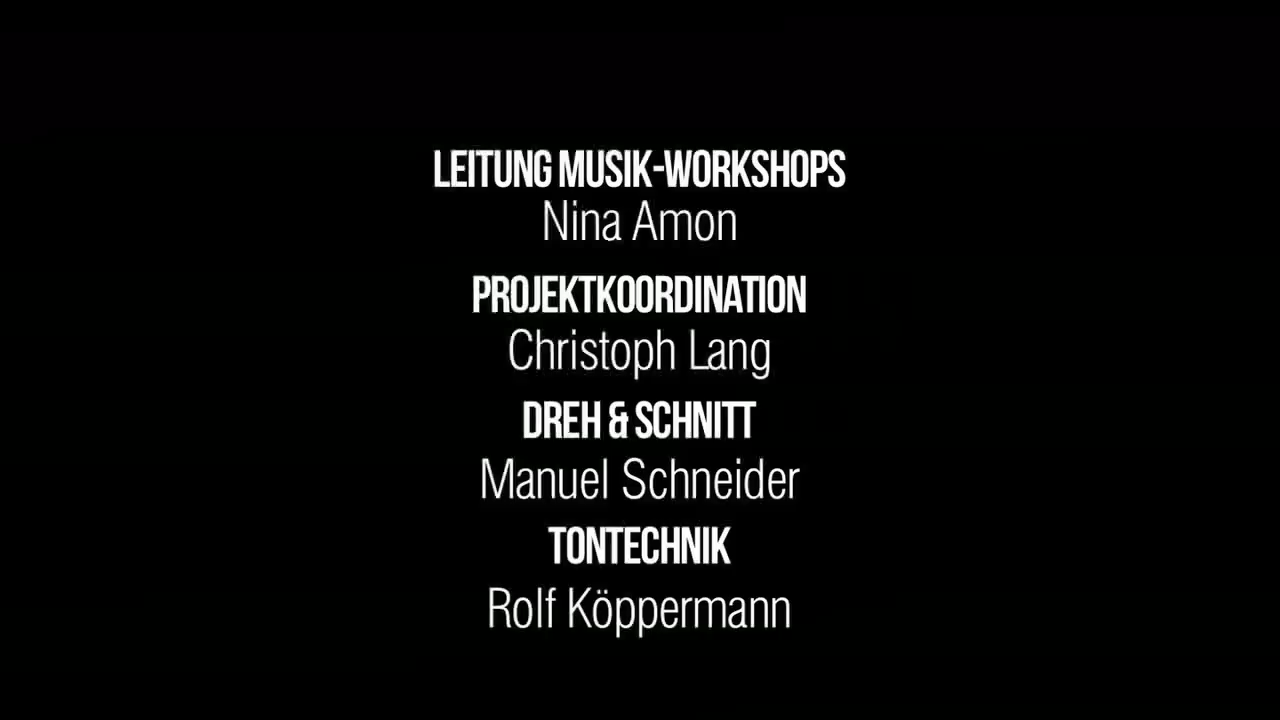 LEITUNG MUSIK-WORKSHOPS
Nina Amon
PROJEKTKOORDINATION
Christoph Lang
DREH & SCHNITT
Manuel Schneider
TONTECHNIK
Rolf Köppermann